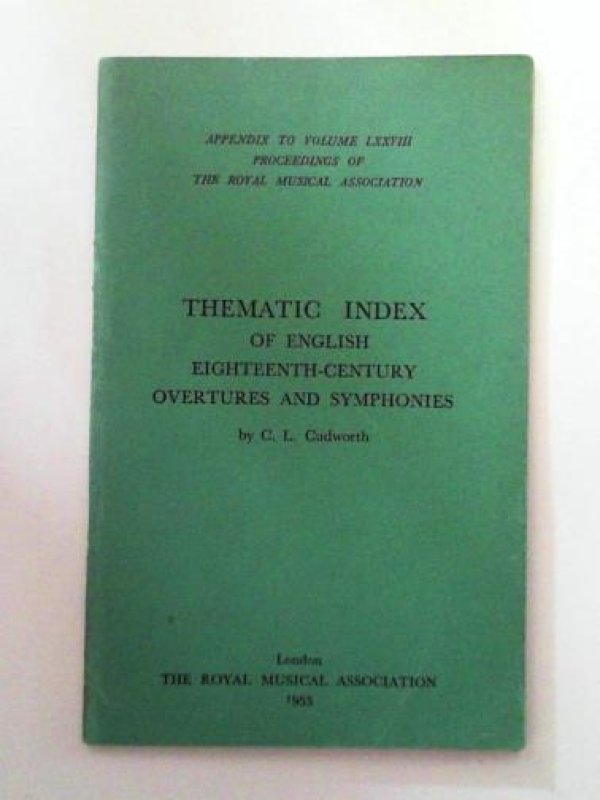 APPENDIX TO VOLUME LXXVIII
PROCEEDINGS OF
THE ROYAL MUSICAL ASSOCIATION
THEMATIC INDEX
OF ENGLISH
EIGHTEENTH-CENTURY
OVERTURES AND SYMPHONIES
by C. L. Cudworth
London
THE ROYAL MUSICAL ASSOCIATION
1953